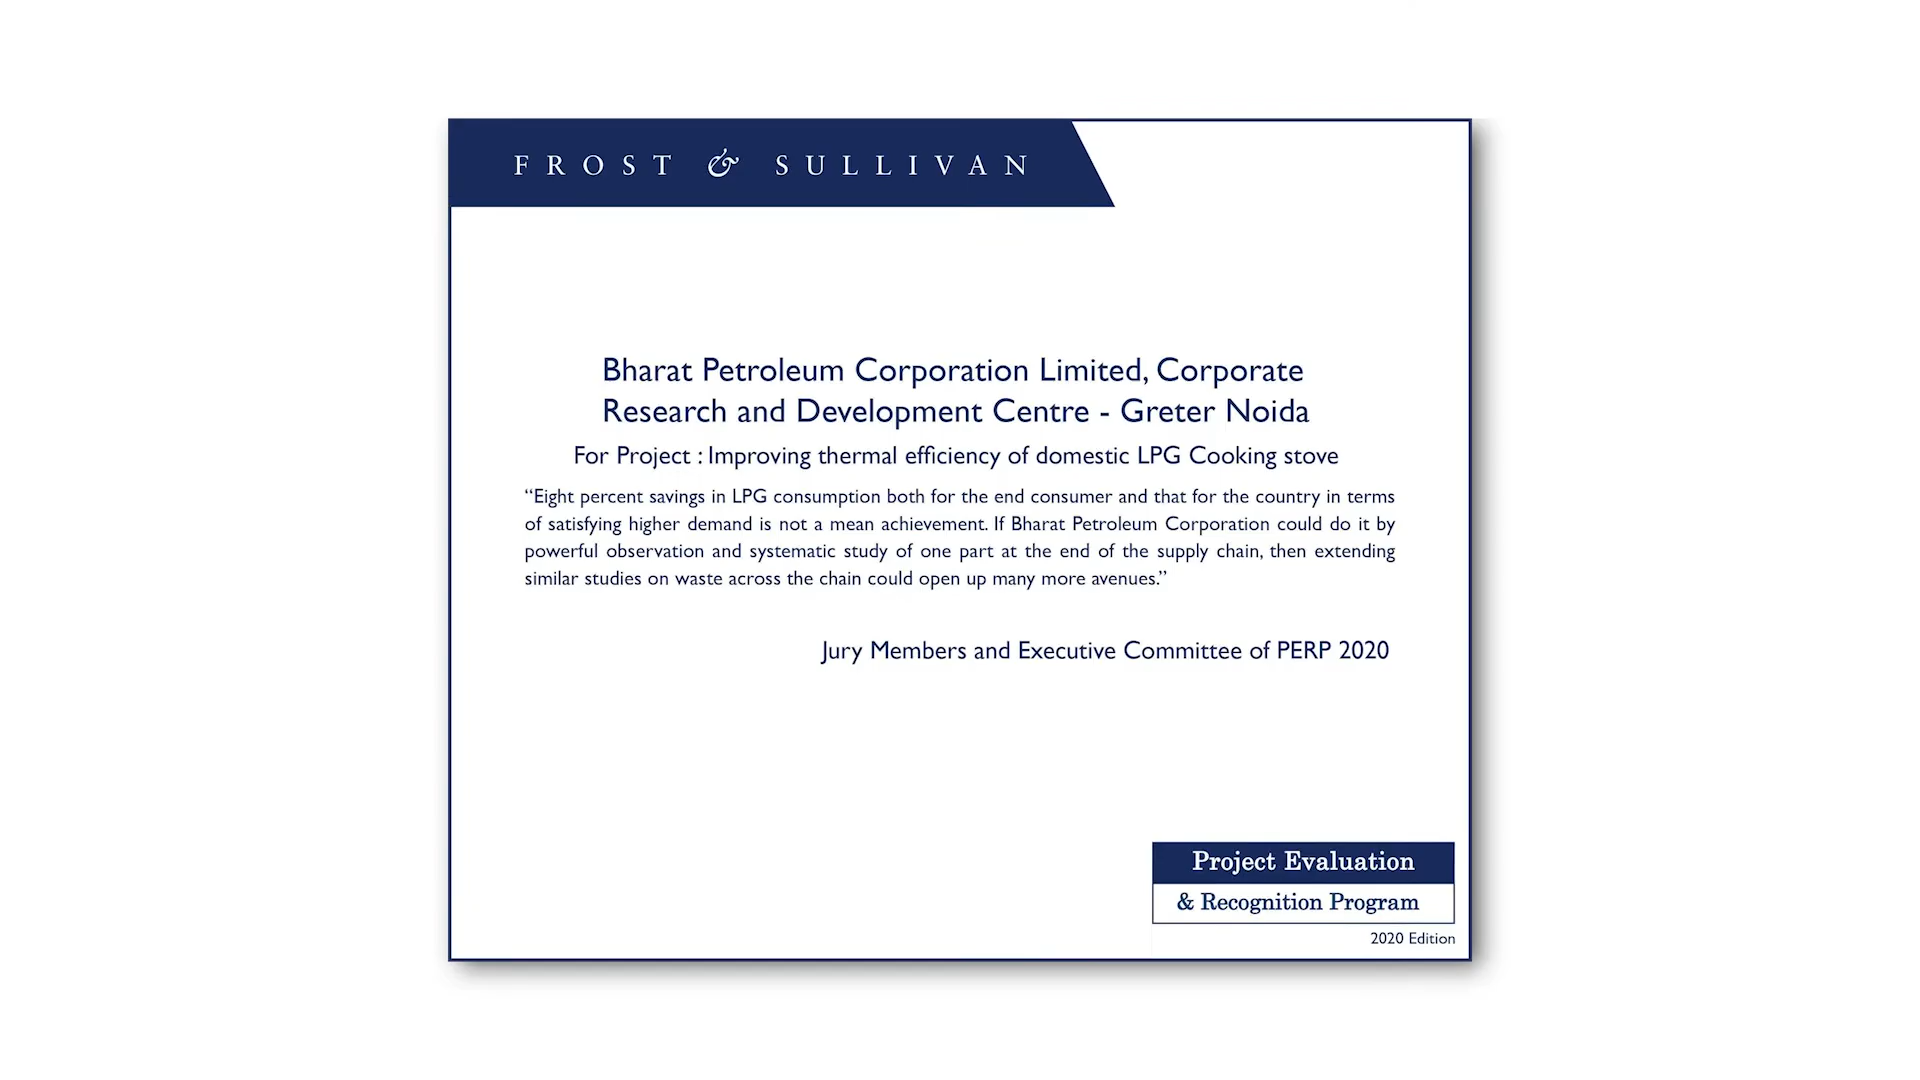 FROST & SULLIVAN
Bharat Petroleum Corporation Limited, Corporate
Research and Development Centre - Greter Noida
For Project : Improving thermal efficiency of domestic LPG Cooking stove
“Eight percent savings in LPG consumption both for the end consumer and that for the country in terms
of satisfying higher demand is not a mean achievement. If Bharat Petroleum Corporation could do it by
powerful observation and systematic study of one part at the end of the supply chain, then extending
similar studies on waste across the chain could open up many more avenues.”
Jury Members and Executive Committee of PERP 2020
Project Evaluation
& Recognition Program
2020 Edition